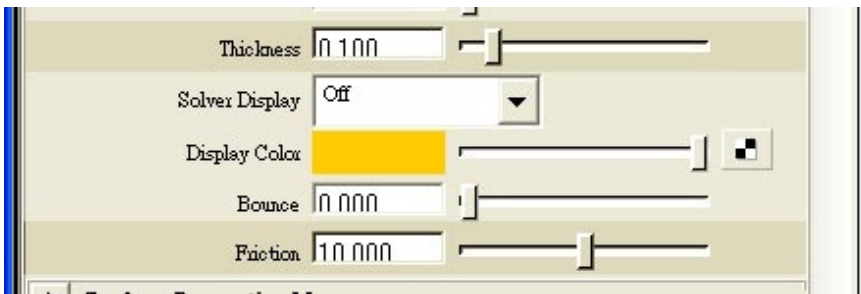 Thickness 0.100
Solver Display Off
Display Color
Bounce 0.000
Friction 10.000